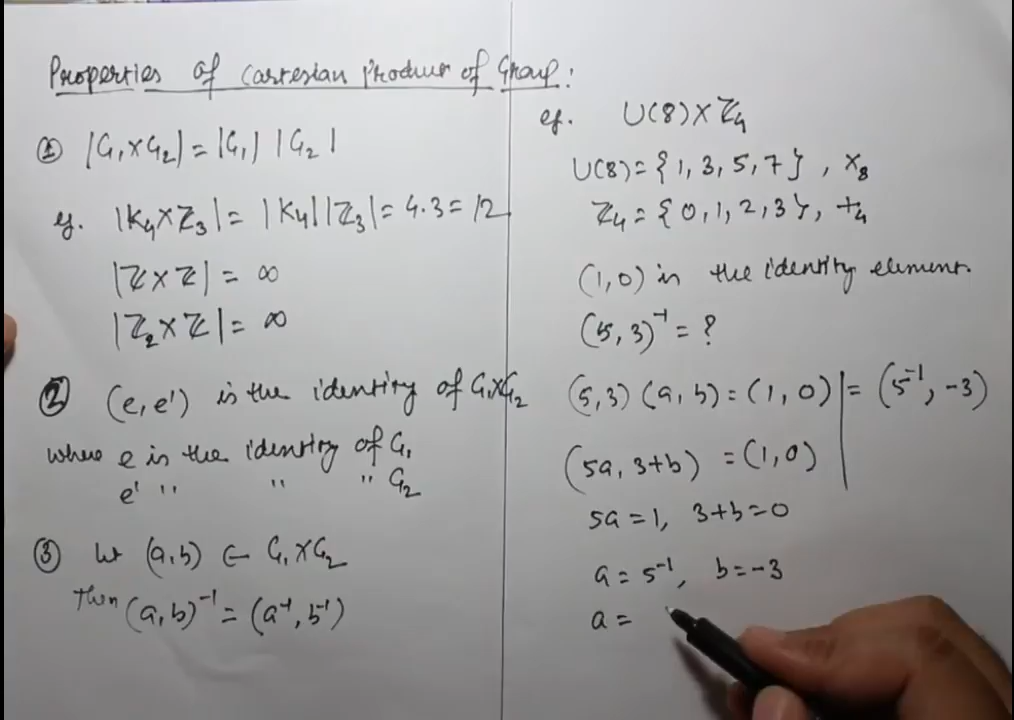 Properties of Cartesian Product of Group:
① |G₁×G₂| = |G₁| |G₂|
eg. |K₄×Z₃| = |K₄||Z₃| = 4.3 = 12
|ℤ×ℤ| = ∞
|ℤ₂×ℤ| = ∞
② (e,e') is the identity of G₁×G₂
where e is the identity of G₁
e' " " " G₂
③ let (a,b) ∈ G₁×G₂
Then (a,b)⁻¹ = (a⁻¹, b⁻¹)
eg. U(8)×ℤ₄
U(8) = {1,3,5,7}, ×₈
ℤ₄ = {0,1,2,3}, +₄
(1,0) is the identity element.
(5,3)⁻¹ = ?
(5,3)(a,b) = (1,0) | = (5⁻¹, -3)
(5a, 3+b) = (1,0)
5a = 1, 3+b = 0
a = 5⁻¹, b = -3
a =